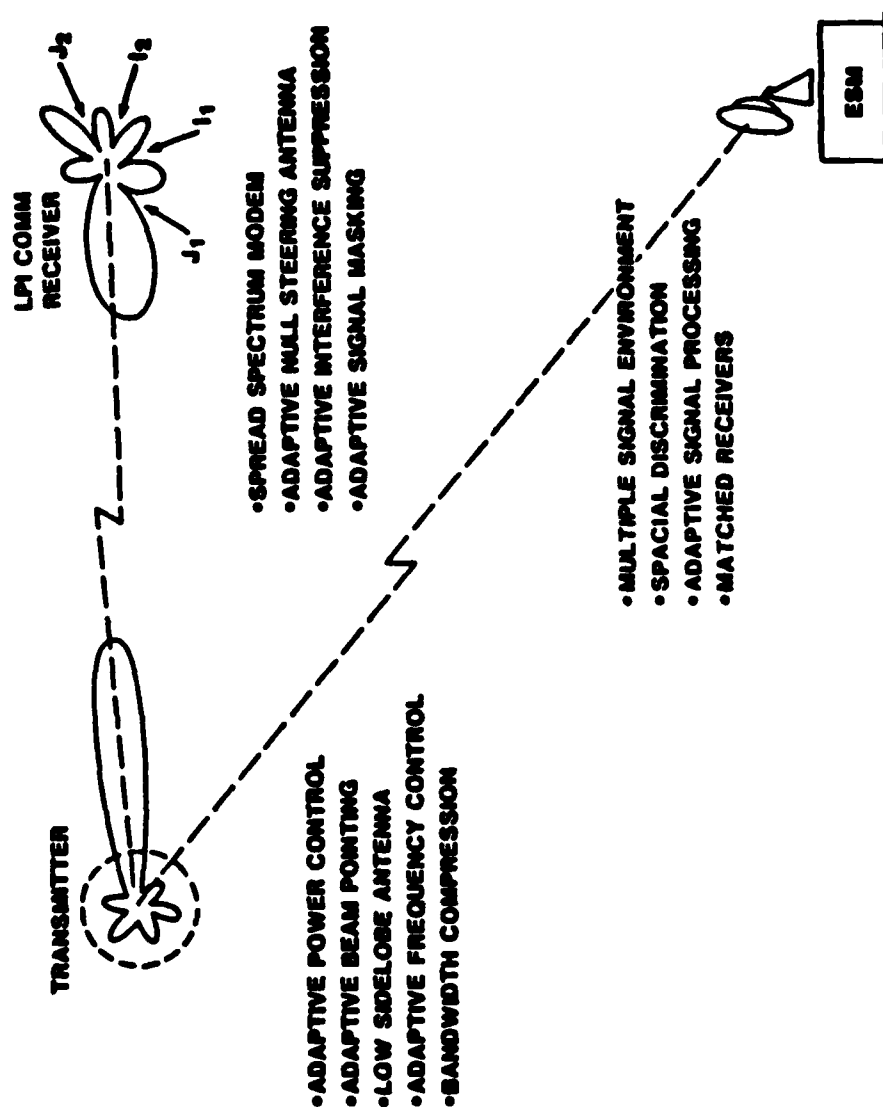 TRANSMITTER
LPI COMM
RECEIVER
J1
I1
I2
J2
•ADAPTIVE POWER CONTROL
•ADAPTIVE BEAM POINTING
•LOW SIDELOBE ANTENNA
•ADAPTIVE FREQUENCY CONTROL
•BANDWIDTH COMPRESSION
•SPREAD SPECTRUM MODEM
•ADAPTIVE NULL STEERING ANTENNA
•ADAPTIVE INTERFERENCE SUPPRESSION
•ADAPTIVE SIGNAL MASKING
•MULTIPLE SIGNAL ENVIRONMENT
•SPACIAL DISCRIMINATION
•ADAPTIVE SIGNAL PROCESSING
•MATCHED RECEIVERS
ESM